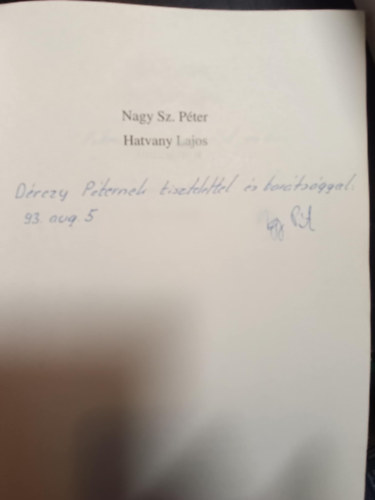 Nagy Sz. Péter
Hatvany Lajos
Dérczy Péternek tisztelettel és barátsággal,
93. aug. 5